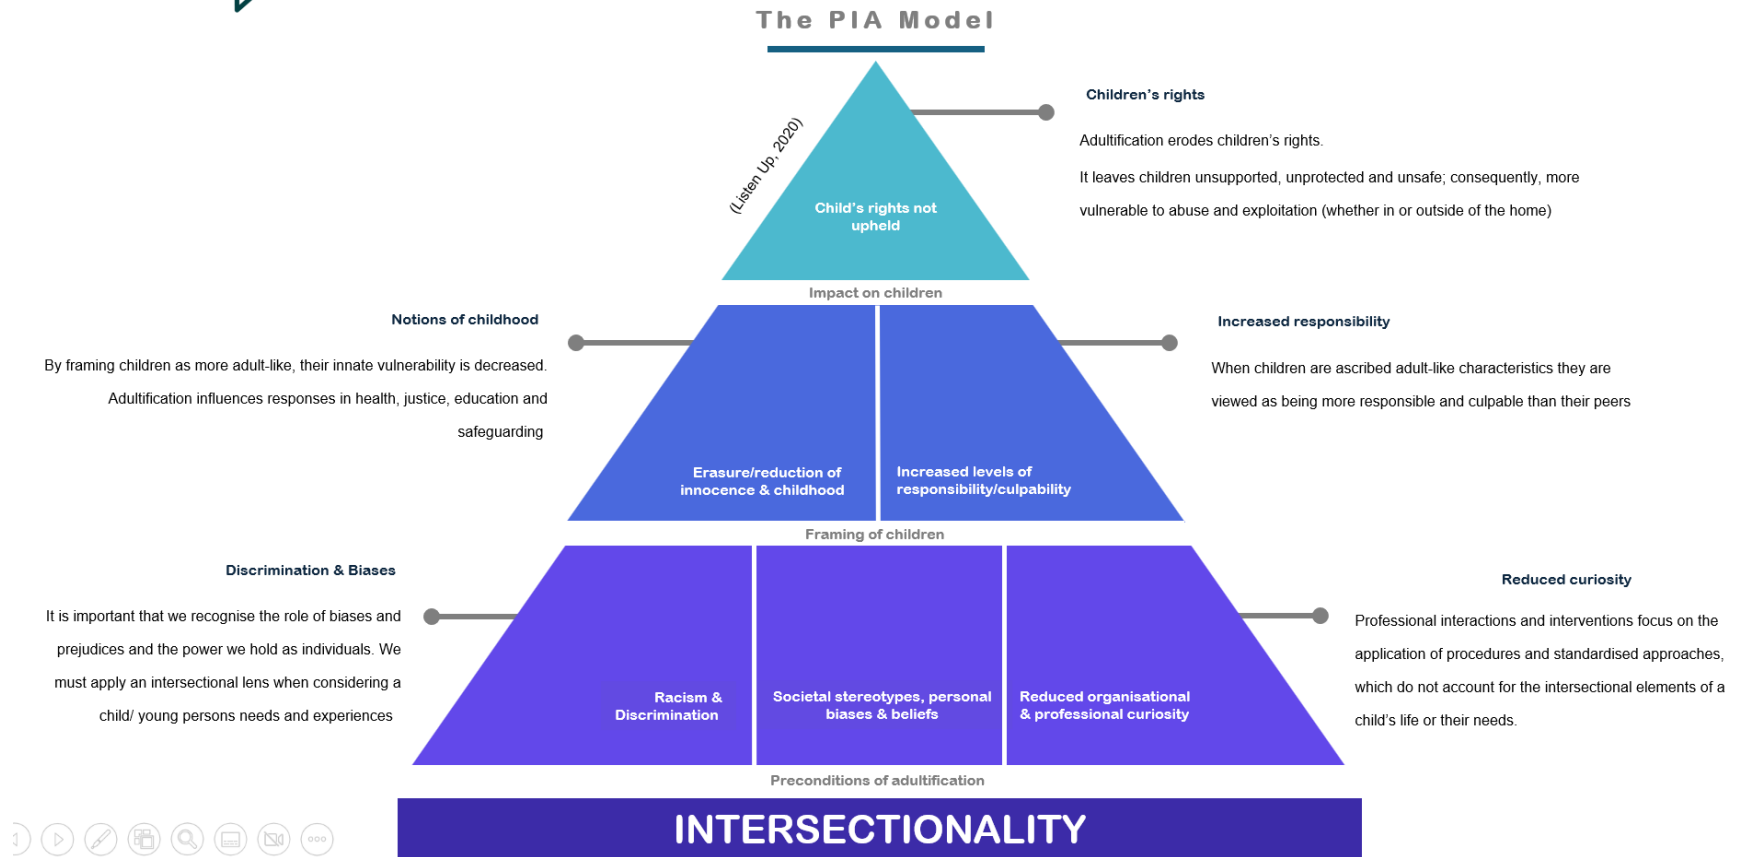 The PIA Model
(Listen Up, 2020)
Children's rights
Adultification erodes children's rights.
It leaves children unsupported, unprotected and unsafe; consequently, more
vulnerable to abuse and exploitation (whether in or outside of the home)
Child's rights not
upheld
Impact on children
Notions of childhood
By framing children as more adult-like, their innate vulnerability is decreased.
Adultification influences responses in health, justice, education and
safeguarding
Increased responsibility
When children are ascribed adult-like characteristics they are
viewed as being more responsible and culpable than their peers
Erasure/reduction of
innocence & childhood
Increased levels of
responsibility/culpability
Framing of children
Discrimination & Biases
It is important that we recognise the role of biases and
prejudices and the power we hold as individuals. We
must apply an intersectional lens when considering a
child/ young persons needs and experiences
Reduced curiosity
Professional interactions and interventions focus on the
application of procedures and standardised approaches,
which do not account for the intersectional elements of a
child's life or their needs.
Racism &
Discrimination
Societal stereotypes, personal
biases & beliefs
Reduced organisational
& professional curiosity
Preconditions of adultification
INTERSECTIONALITY